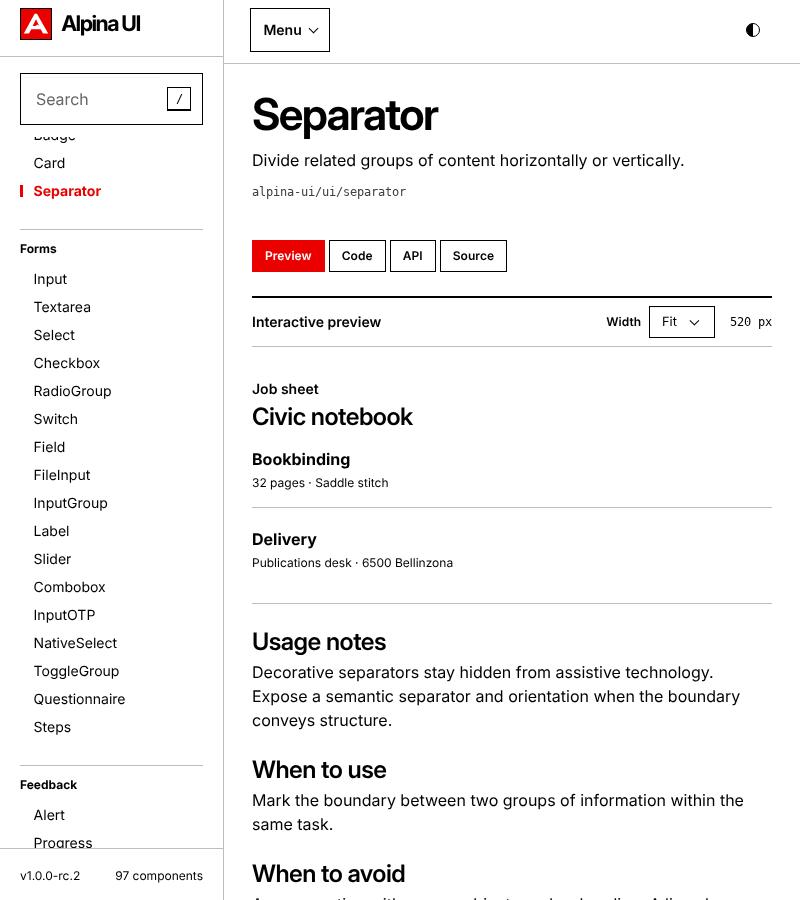 Alpina UI
Search
/
Badge
Card
Separator
Forms
Input
Textarea
Select
Checkbox
RadioGroup
Switch
Field
FileInput
InputGroup
Label
Slider
Combobox
InputOTP
NativeSelect
ToggleGroup
Questionnaire
Steps
Feedback
Alert
Progress
v1.0.0-rc.2
97 components
Menu
Separator
Divide related groups of content horizontally or vertically.
alpina-ui/ui/separator
Preview
Code
API
Source
Interactive preview
Width
Fit
520 px
Job sheet
Civic notebook
Bookbinding
32 pages · Saddle stitch
Delivery
Publications desk · 6500 Bellinzona
Usage notes
Decorative separators stay hidden from assistive technology.
Expose a semantic separator and orientation when the boundary
conveys structure.
When to use
Mark the boundary between two groups of information within the
same task.
When to avoid